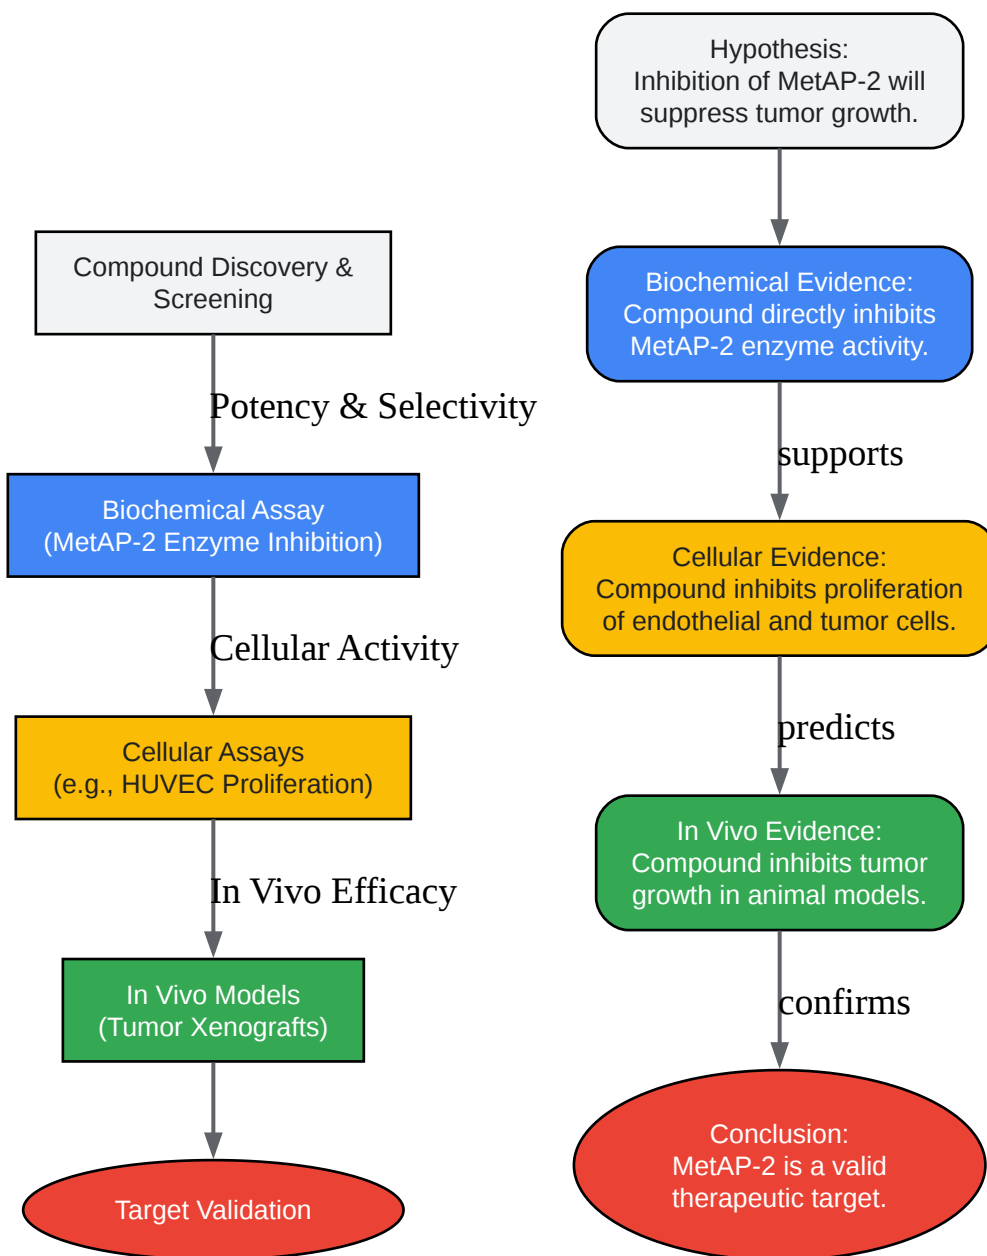 Compound Discovery &
Screening
Potency & Selectivity
Biochemical Assay
(MetAP-2 Enzyme Inhibition)
Cellular Activity
Cellular Assays
(e.g., HUVEC Proliferation)
In Vivo Efficacy
In Vivo Models
(Tumor Xenografts)
Target Validation
Hypothesis:
Inhibition of MetAP-2 will
suppress tumor growth.
Biochemical Evidence:
Compound directly inhibits
MetAP-2 enzyme activity.
supports
Cellular Evidence:
Compound inhibits proliferation
of endothelial and tumor cells.
predicts
In Vivo Evidence:
Compound inhibits tumor
growth in animal models.
confirms
Conclusion:
MetAP-2 is a valid
therapeutic target.